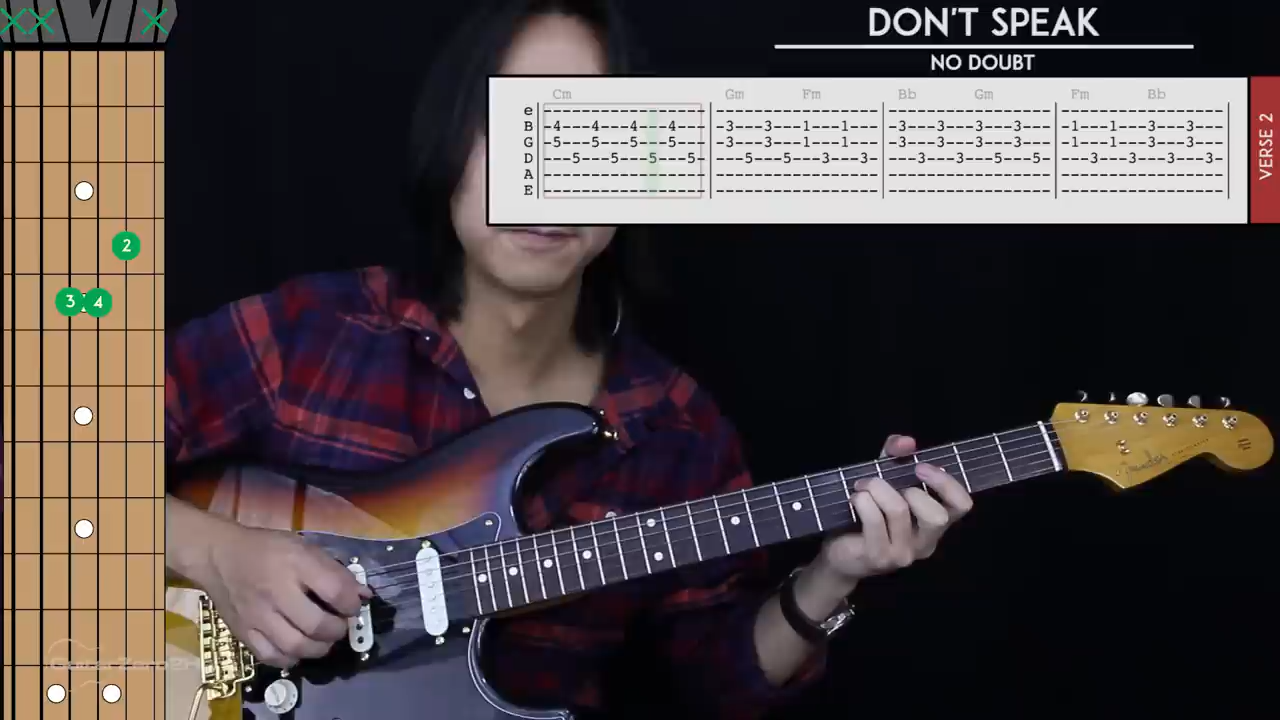 DON'T SPEAK
NO DOUBT
Cm Gm Fm Bb Gm Fm Bb
e|-----------------|-----------------|-----------------|-----------------|
B|-4---4---4---4---|-3---3---1---1---|-3---3---3---3---|-1---1---3---3---|
G|-5---5---5---5---|-3---3---1---1---|-3---3---3---3---|-1---1---3---3---|
D|---5---5---5---5-|---5---5---3---3-|---3---3---5---5-|---3---3---3---3-|
A|-----------------|-----------------|-----------------|-----------------|
E|-----------------|-----------------|-----------------|-----------------|
VERSE 2
2
3 4
Fender